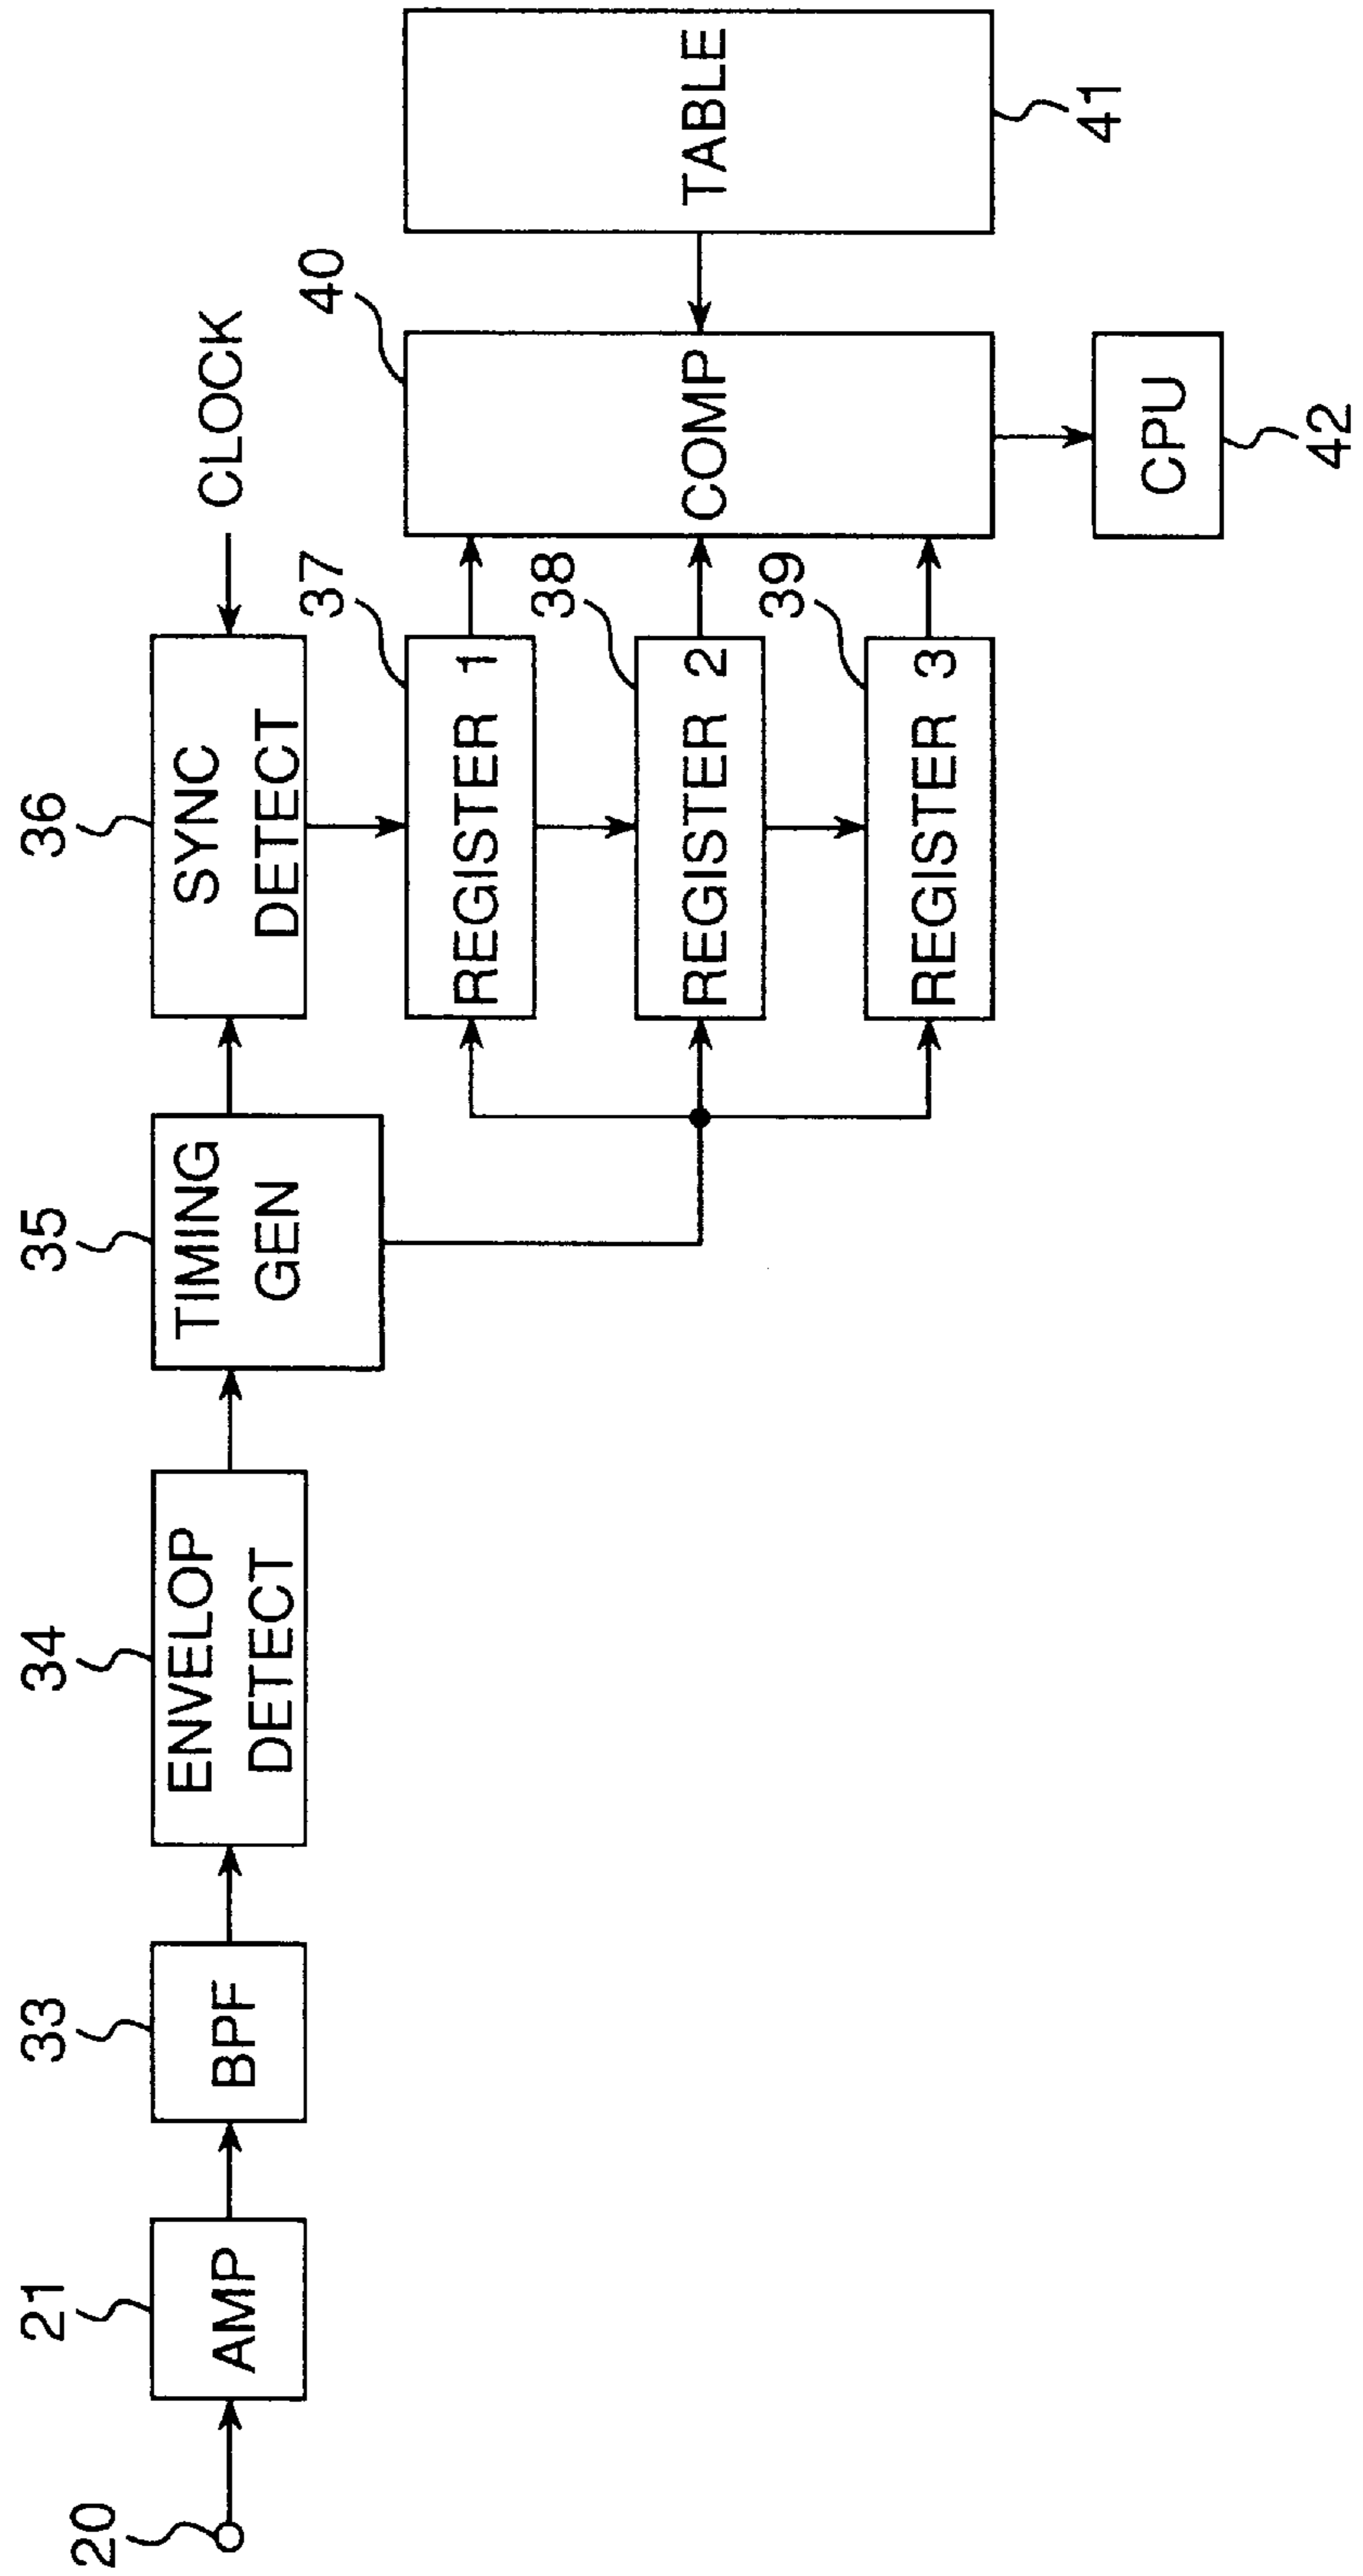 20
21
AMP
33
BPF
34
ENVELOP
DETECT
35
TIMING
GEN
36
SYNC
DETECT
CLOCK
37
REGISTER 1
38
REGISTER 2
39
REGISTER 3
40
COMP
TABLE
41
CPU
42